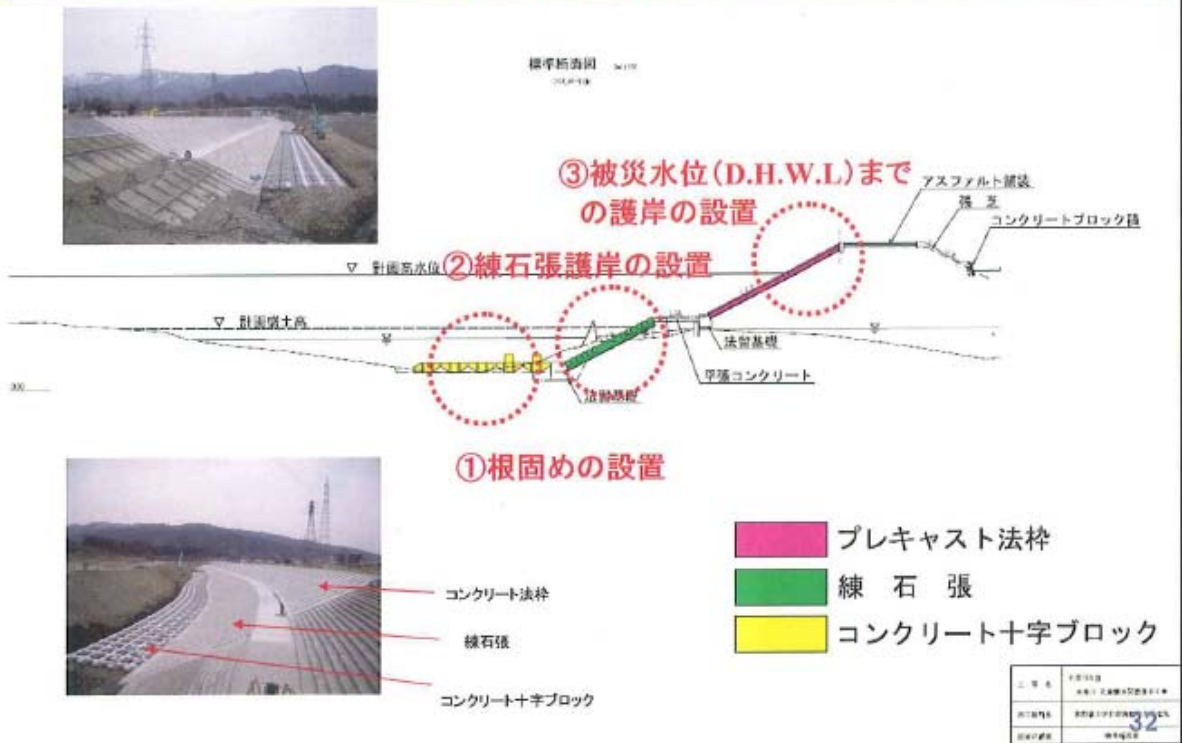 標準断面図
③被災水位(D.H.W.L)まで
の護岸の設置
アスファルト舗装
張芝
コンクリートブロック積
②練石張護岸の設置
▽ 計画高水位
▽ 計画盛土高
法留基礎
平張コンクリート
法留基礎
①根固めの設置
コンクリート法枠
練石張
コンクリート十字ブロック
プレキャスト法枠
練 石 張
コンクリート十字ブロック
32